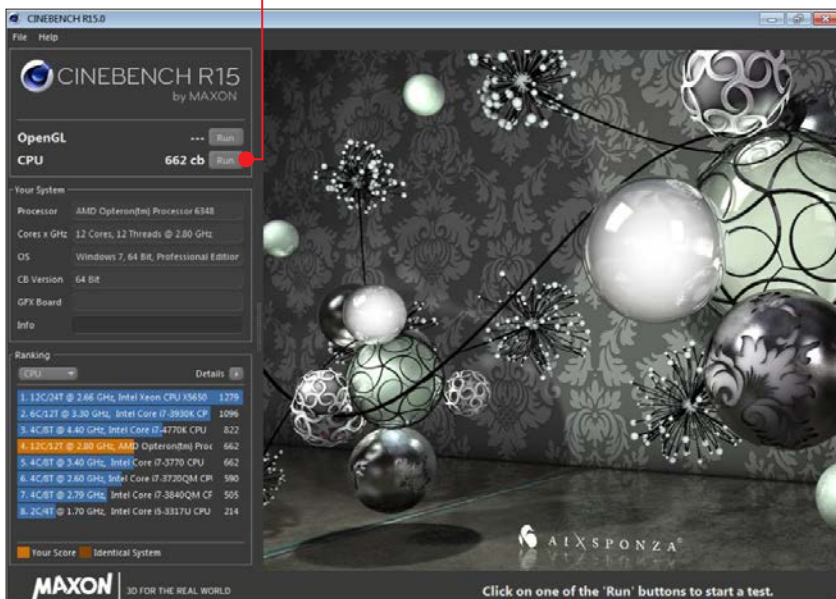 CINEBENCH R15.0
File Help
CINEBENCH R15
by MAXON
OpenGL --- Run
CPU 662 cb Run
Your System
Processor AMD Opteron(tm) Processor 6348
Cores x GHz 12 Cores, 12 Threads @ 2.80 GHz
OS Windows 7, 64 Bit, Professional Edition
CB Version 64 Bit
GFX Board
Info
Ranking
CPU Details +
1. 12C/24T @ 2.66 GHz, Intel Xeon CPU X5650 1279
2. 6C/12T @ 3.30 GHz, Intel Core i7-3930K CP 1096
3. 4C/8T @ 4.40 GHz, Intel Core i7-4770K CPU 822
4. 12C/12T @ 2.80 GHz, AMD Opteron(tm) Proc 662
5. 4C/8T @ 3.40 GHz, Intel Core i7-3770 CPU 662
6. 4C/8T @ 2.60 GHz, Intel Core i7-3720QM CPI 590
7. 4C/8T @ 2.79 GHz, Intel Core i7-3840QM CF 505
8. 2C/4T @ 1.70 GHz, Intel Core i5-3317U CPU 214
Your Score Identical System
AIXSPONZA
MAXON 3D FOR THE REAL WORLD
Click on one of the 'Run' buttons to start a test.